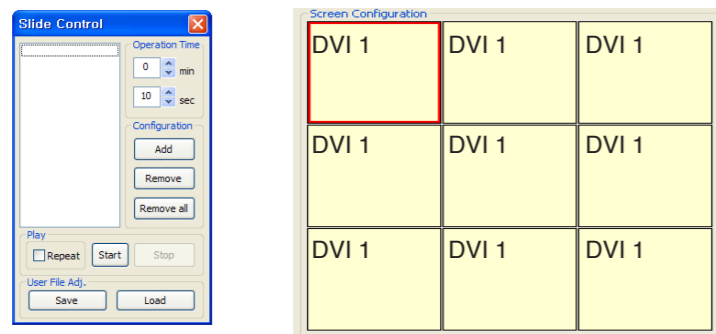 Slide Control
Operation Time
0 min
10 sec
Configuration
Add
Remove
Remove all
Play
Repeat Start Stop
User File Adj.
Save Load
Screen Configuration
DVI 1 DVI 1 DVI 1
DVI 1 DVI 1 DVI 1
DVI 1 DVI 1 DVI 1